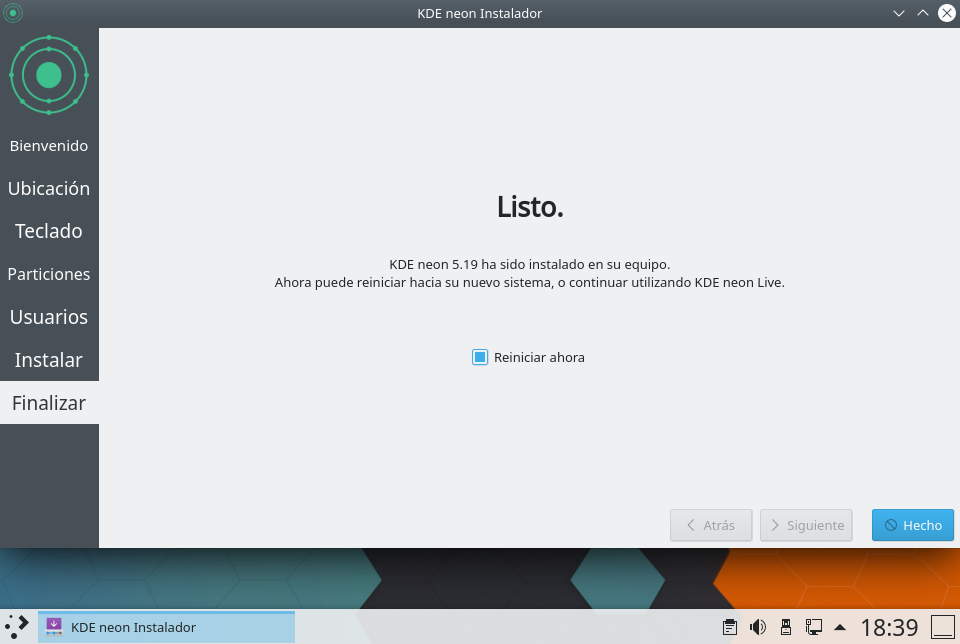 KDE neon Instalador
Bienvenido
Ubicación
Teclado
Particiones
Usuarios
Instalar
Finalizar
Listo.
KDE neon 5.19 ha sido instalado en su equipo.
Ahora puede reiniciar hacia su nuevo sistema, o continuar utilizando KDE neon Live.
Reiniciar ahora
Atrás
Siguiente
Hecho
KDE neon Instalador
18:39